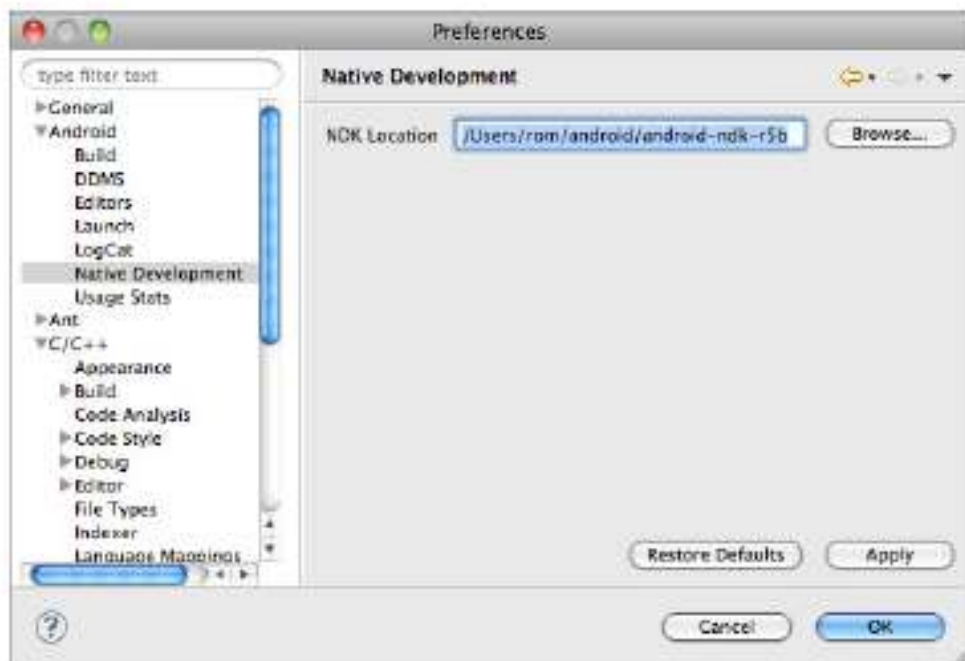 Preferences
type filter text
General
Android
Build
DDMS
Editors
Launch
LogCat
Native Development
Usage Stats
Ant
C/C++
Appearance
Build
Code Analysis
Code Style
Debug
Editor
File Types
Indexer
Language Mappings
Native Development
NDK Location /Users/rom/android/android-ndk-r5b Browse...
Restore Defaults Apply
? Cancel OK